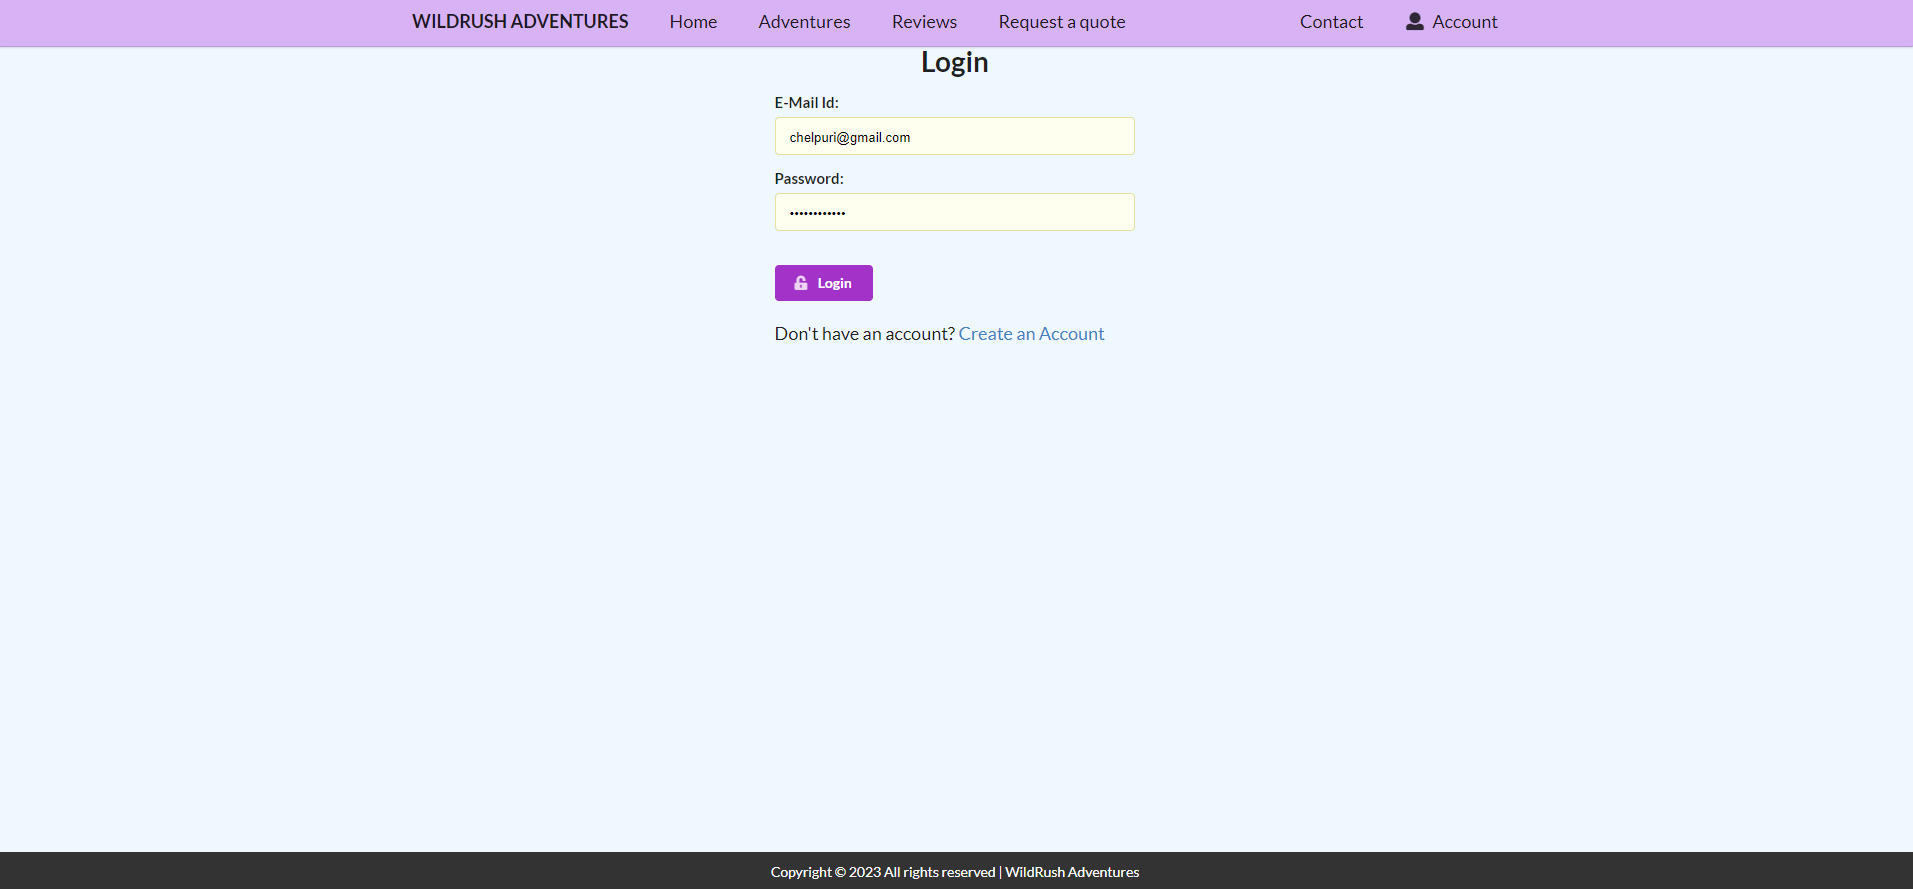 WILDRUSH ADVENTURES Home Adventures Reviews Request a quote Contact Account
Login
E-Mail Id:
chelpuri@gmail.com
Password:
••••••••••••
Login
Don't have an account? Create an Account
Copyright © 2023 All rights reserved | WildRush Adventures